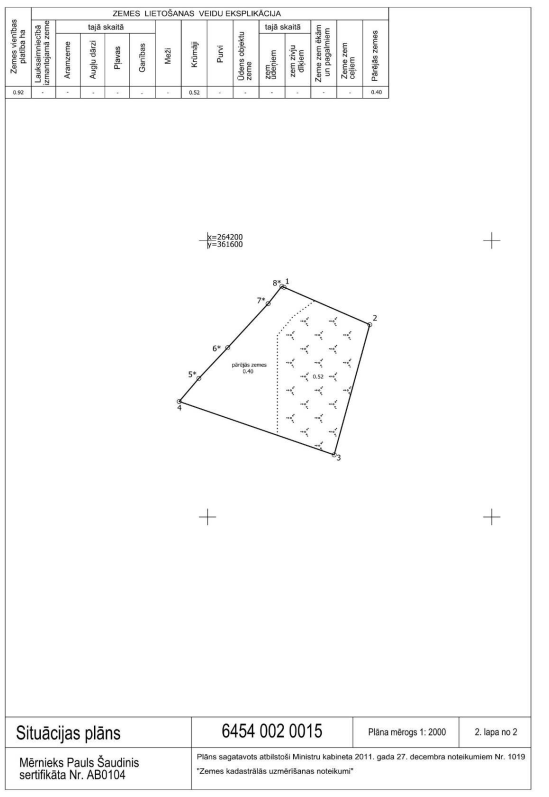 ZEMES LIETOŠANAS VEIDU EKSPLIKĀCIJA
Zemes vienības
platība ha
Lauksaimniecībā
izmantojamā zeme
tajā skaitā
Aramzeme
Augļu dārzi
Pļavas
Ganības
Meži
Krūmāji
Purvi
Ūdens objektu
zeme
tajā skaitā
zem
ūdeņiem
zem zivju
dīķiem
Zeme zem ēkām
un pagalmiem
Zeme zem
ceļiem
Pārējās zemes
0.92 - - - - - - 0.52 - - - - - - 0.40
x=264200
y=361600
8* 1
7*
2
6*
pārējās zemes
0.40
5*
0.52
4
3
Situācijas plāns
6454 002 0015
Plāna mērogs 1: 2000
2. lapa no 2
Mērnieks Pauls Šaudinis
sertifikāta Nr. AB0104
Plāns sagatavots atbilstoši Ministru kabineta 2011. gada 27. decembra noteikumiem Nr. 1019
"Zemes kadastrālās uzmērīšanas noteikumi"